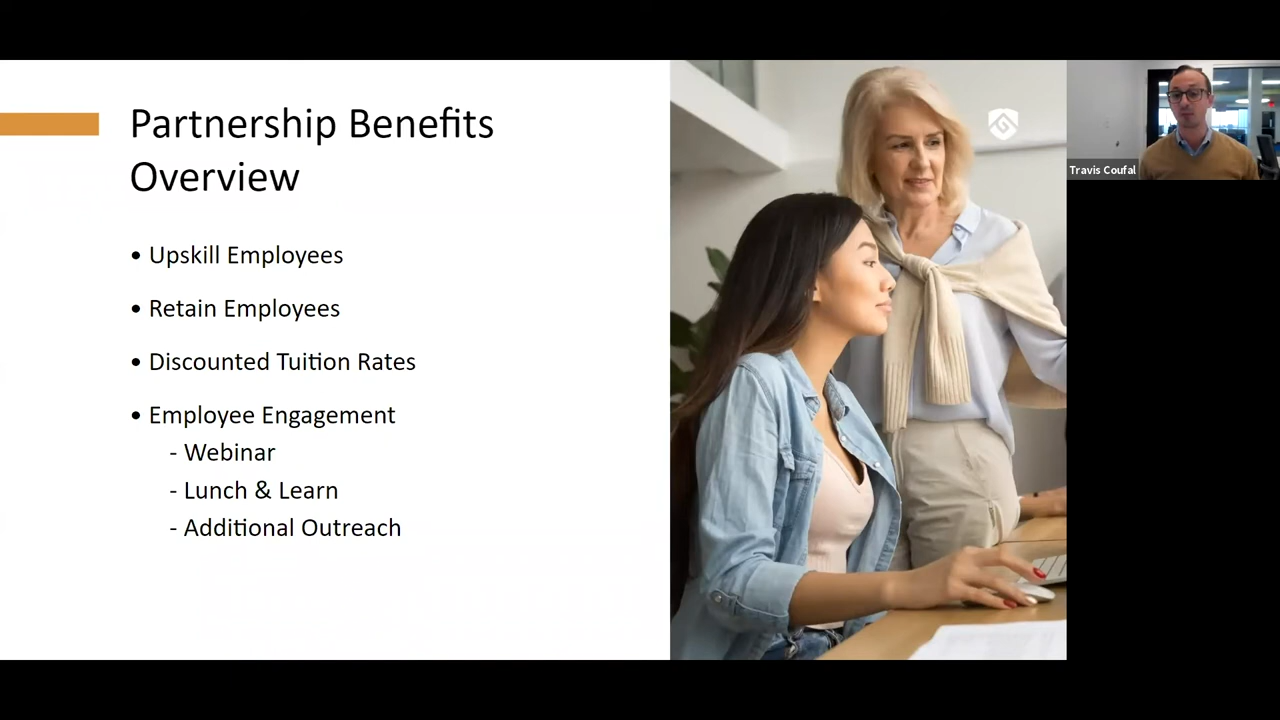 Partnership Benefits
Overview
• Upskill Employees
• Retain Employees
• Discounted Tuition Rates
• Employee Engagement
- Webinar
- Lunch & Learn
- Additional Outreach
Travis Coufal